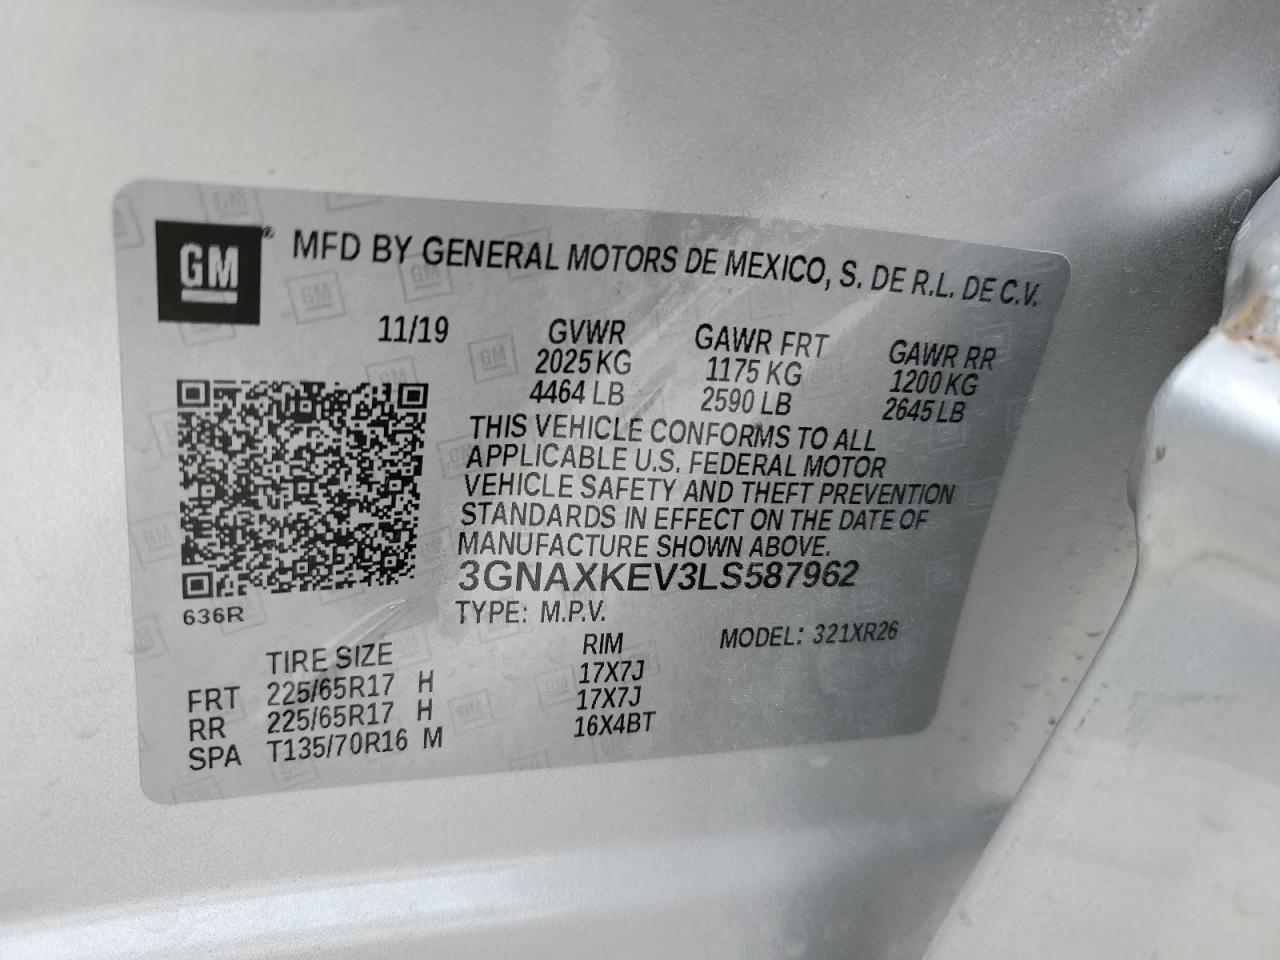 GM® MFD BY GENERAL MOTORS DE MEXICO, S. DE R.L. DE C.V.
11/19 GVWR GAWR FRT GAWR RR
2025 KG 1175 KG 1200 KG
4464 LB 2590 LB 2645 LB
THIS VEHICLE CONFORMS TO ALL
APPLICABLE U.S. FEDERAL MOTOR
VEHICLE SAFETY AND THEFT PREVENTION
STANDARDS IN EFFECT ON THE DATE OF
MANUFACTURE SHOWN ABOVE.
3GNAXKEV3LS587962
636R TYPE: M.P.V. MODEL: 321XR26
TIRE SIZE RIM
FRT 225/65R17 H 17X7J
RR 225/65R17 H 17X7J
SPA T135/70R16 M 16X4BT